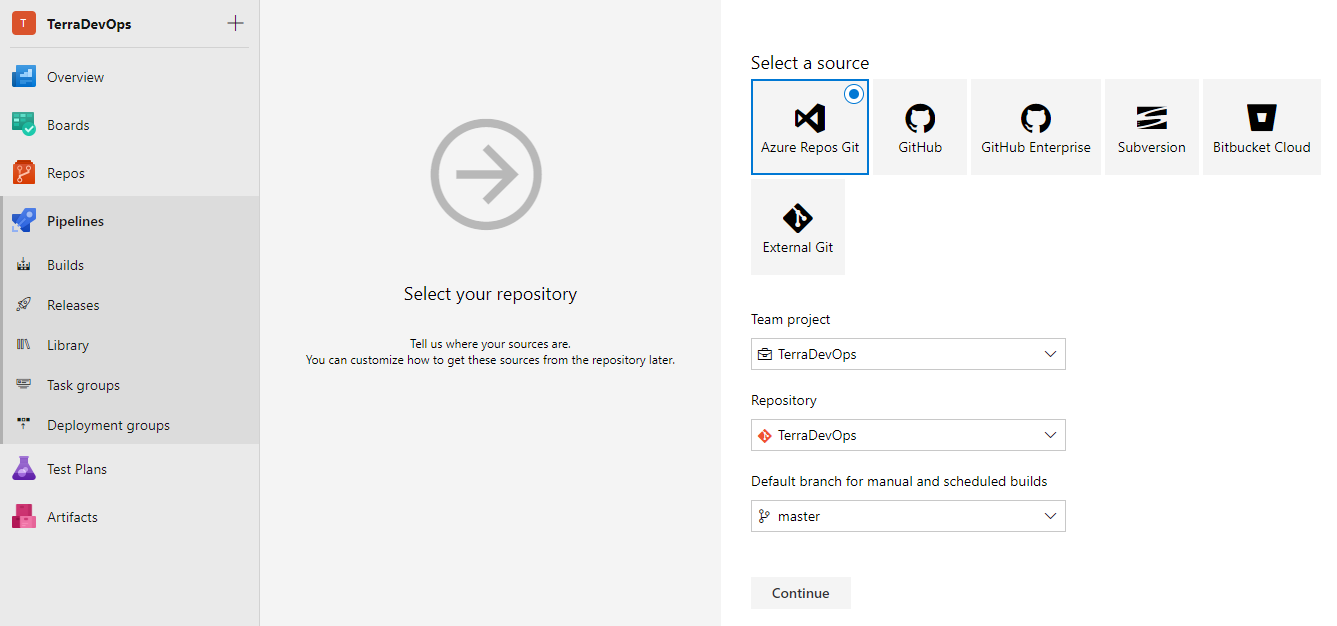 T
TerraDevOps
Overview
Boards
Repos
Pipelines
Builds
Releases
Library
Task groups
Deployment groups
Test Plans
Artifacts
Select your repository
Tell us where your sources are.
You can customize how to get these sources from the repository later.
Select a source
Azure Repos Git
GitHub
GitHub Enterprise
Subversion
Bitbucket Cloud
External Git
Team project
TerraDevOps
Repository
TerraDevOps
Default branch for manual and scheduled builds
master
Continue